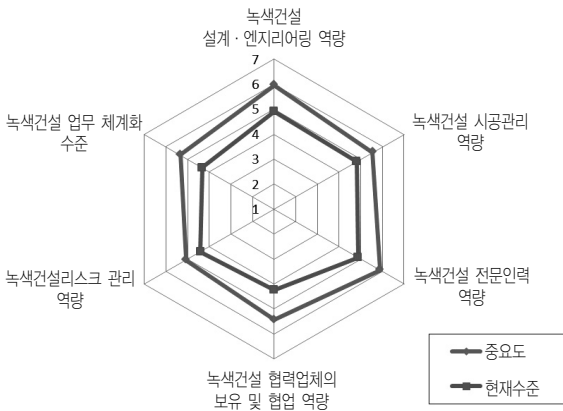 녹색건설
설계 · 엔지리어링 역량
7
6
5
4
3
2
1
녹색건설 업무 체계화
수준
녹색건설 시공관리
역량
녹색건설리스크 관리
역량
녹색건설 전문인력
역량
녹색건설 협력업체의
보유 및 협업 역량
중요도
현재수준